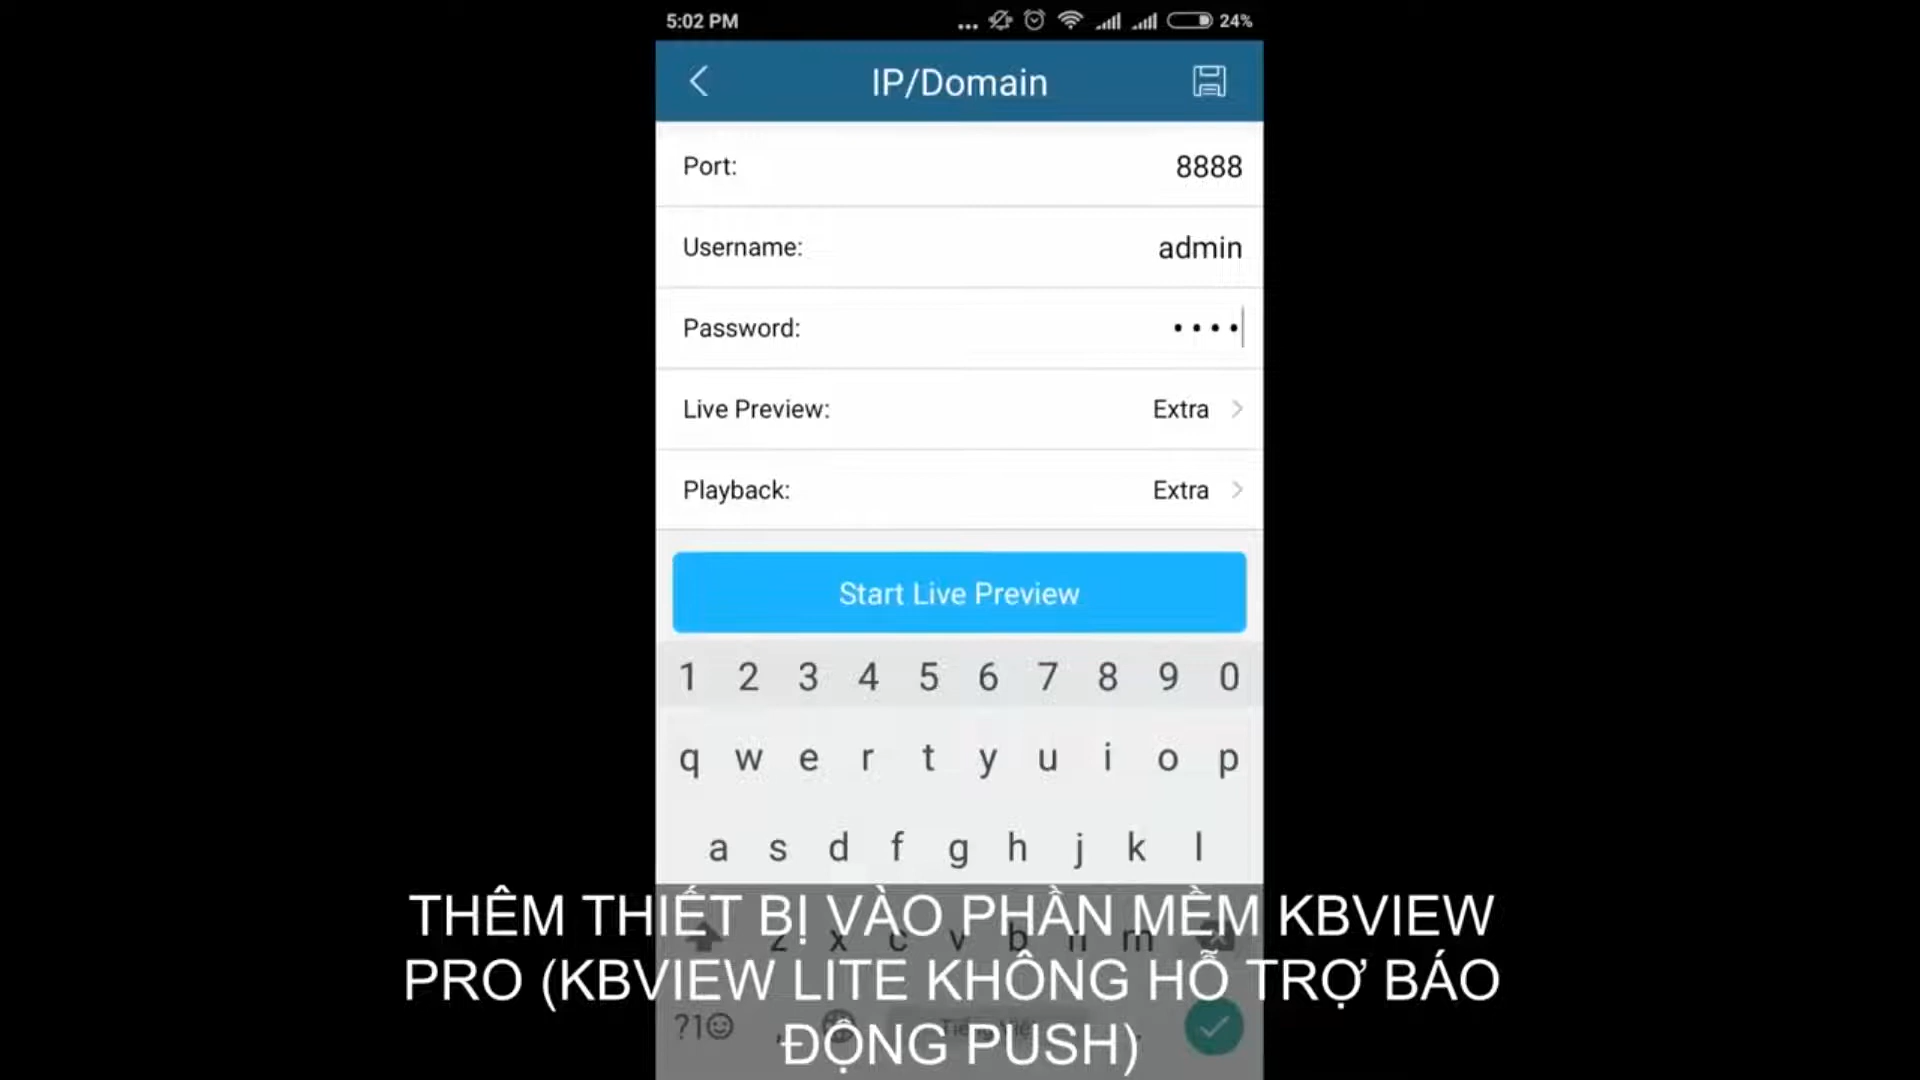 5:02 PM
24%
IP/Domain
Port: 8888
Username: admin
Password: ••••
Live Preview: Extra
Playback: Extra
Start Live Preview
1 2 3 4 5 6 7 8 9 0
q w e r t y u i o p
a s d f g h j k l
z x c v b n m
THÊM THIẾT BỊ VÀO PHẦN MỀM KBVIEW
PRO (KBVIEW LITE KHÔNG HỖ TRỢ BÁO
ĐỘNG PUSH)
?1☺ ,